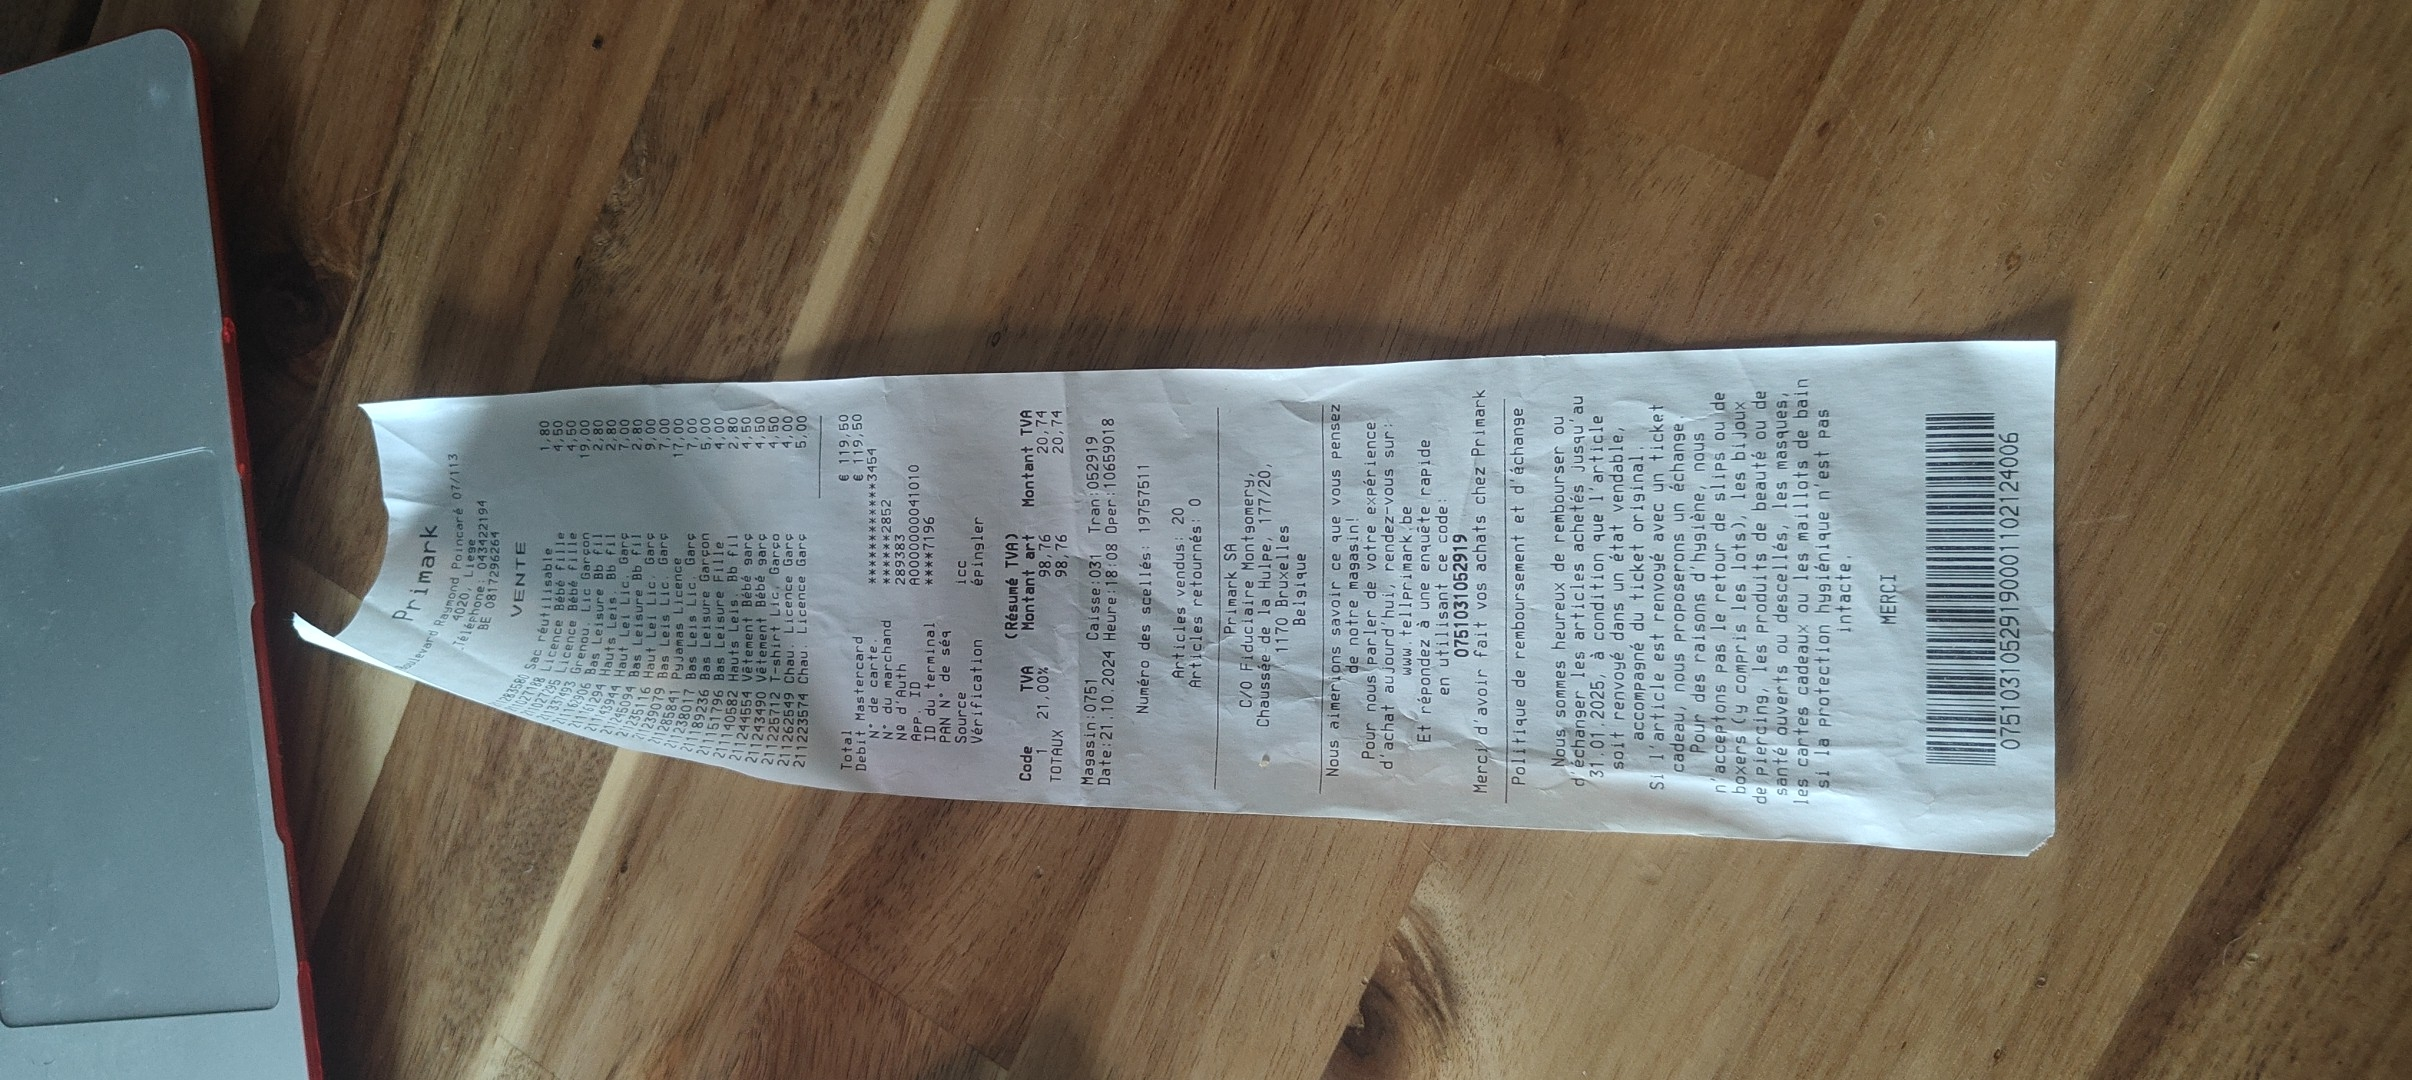 Primark
Boulevard Raymond Poincaré 07/113
4020, Liege
Téléphone: 043422194
BE 0817296264
VENTE
Sac réutilisable 1,80
Licence Bébé fille 4,50
Licence Bébé fille 4,50
Grenou. Lic Garçon 19,00
Bas Leisure Bb fil 2,80
Hauts Leis. Bb fil 2,80
Haut Lei Lic. Garç 7,00
Bas Leisure Bb fil 2,80
Haut Lei Lic. Garç 9,00
Bas Leis Lic. Garç 7,00
Pyjamas Licence 17,00
21238017 Bas Leis Lic. Garç 7,00
21189236 Bas Leisure Garçon 5,00
21151796 Bas Leisure Fille 4,00
21140582 Hauts Leis. Bb fil 2,80
21244554 Vêtement Bébé garç 4,50
21243490 Vêtement Bébé garç 4,50
211225712 T-shirt Lic. Garço 4,50
211262549 Chau. Licence Garç 4,00
211223574 Chau. Licence Garç 5,00
Total € 119,50
Debit Mastercard € 119,50
N° de carte. ************3454
N° du marchand ******2852
Nº d'Auth 289383
APP. ID A0000000041010
ID du terminal ****7196
PAN N° de séq
Source icc
Vérification épingler
(Résumé TVA)
Code TVA Montant art Montant TVA
1 21,00% 98,76 20,74
TOTAUX 98,76 20,74
Magasin:0751 Caisse:031 Tran:052919
Date:21.10.2024 Heure:18:08 Oper:10659018
Numéro des scellés: 19757511
Articles vendus: 20
Articles retournés: 0
Primark SA
C/O Fiduciaire Montgomery,
Chaussée de la Hulpe, 177/20,
1170 Bruxelles
Belgique
Nous aimerions savoir ce que vous pensez
de notre magasin!
Pour nous parler de votre expérience
d'achat aujourd'hui, rendez-vous sur:
www.tellprimark.be
Et répondez à une enquête rapide
en utilisant ce code:
0751031052919
Merci d'avoir fait vos achats chez Primark
Politique de remboursement et d'échange
Nous sommes heureux de rembourser ou
d'échanger les articles achetés jusqu'au
31.01.2025, à condition que l'article
soit renvoyé dans un état vendable,
accompagné du ticket original.
Si l'article est renvoyé avec un ticket
cadeau, nous proposerons un échange.
Pour des raisons d'hygiène, nous
n'acceptons pas le retour de slips ou de
boxers (y compris les lots), les bijoux
de piercing, les produits de beauté ou de
santé ouverts ou descellés, les masques,
les cartes cadeaux ou les maillots de bain
si la protection hygiénique n'est pas
intacte.
MERCI
07510310529190001102124006